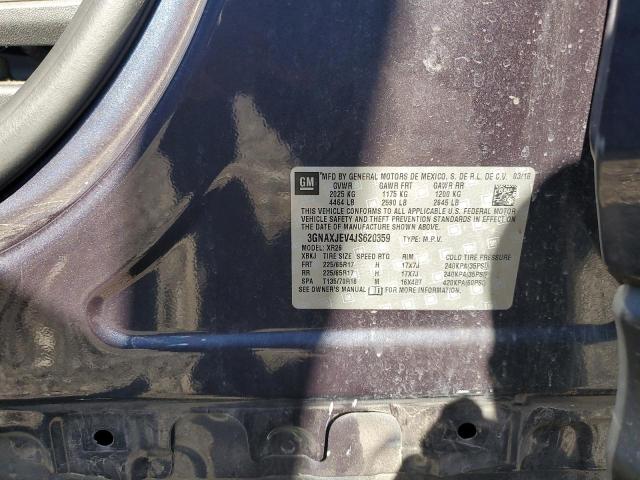 GM MFD BY GENERAL MOTORS DE MEXICO, S. DE R.L. DE C.V. 03/18
GVWR GAWR FRT GAWR RR
2025 KG 1175 KG 1200 KG
4464 LB 2590 LB 2645 LB
THIS VEHICLE CONFORMS TO ALL APPLICABLE U.S. FEDERAL MOTOR
VEHICLE SAFETY AND THEFT PREVENTION STANDARDS
IN EFFECT ON THE DATE OF MANUFACTURE SHOWN ABOVE.
3GNAXJEV4JS620359 TYPE: M.P.V.
MODEL: XR26
XBKJ TIRE SIZE SPEED RTG RIM COLD TIRE PRESSURE
FRT 225/65R17 H 17X7J 240KPA(35PSI)
RR 225/65R17 H 17X7J 240KPA(35PSI)
SPA T135/70R16 M 16X4BT 420KPA(60PSI)
SEE OWNER'S MANUAL FOR MORE INFORMATION